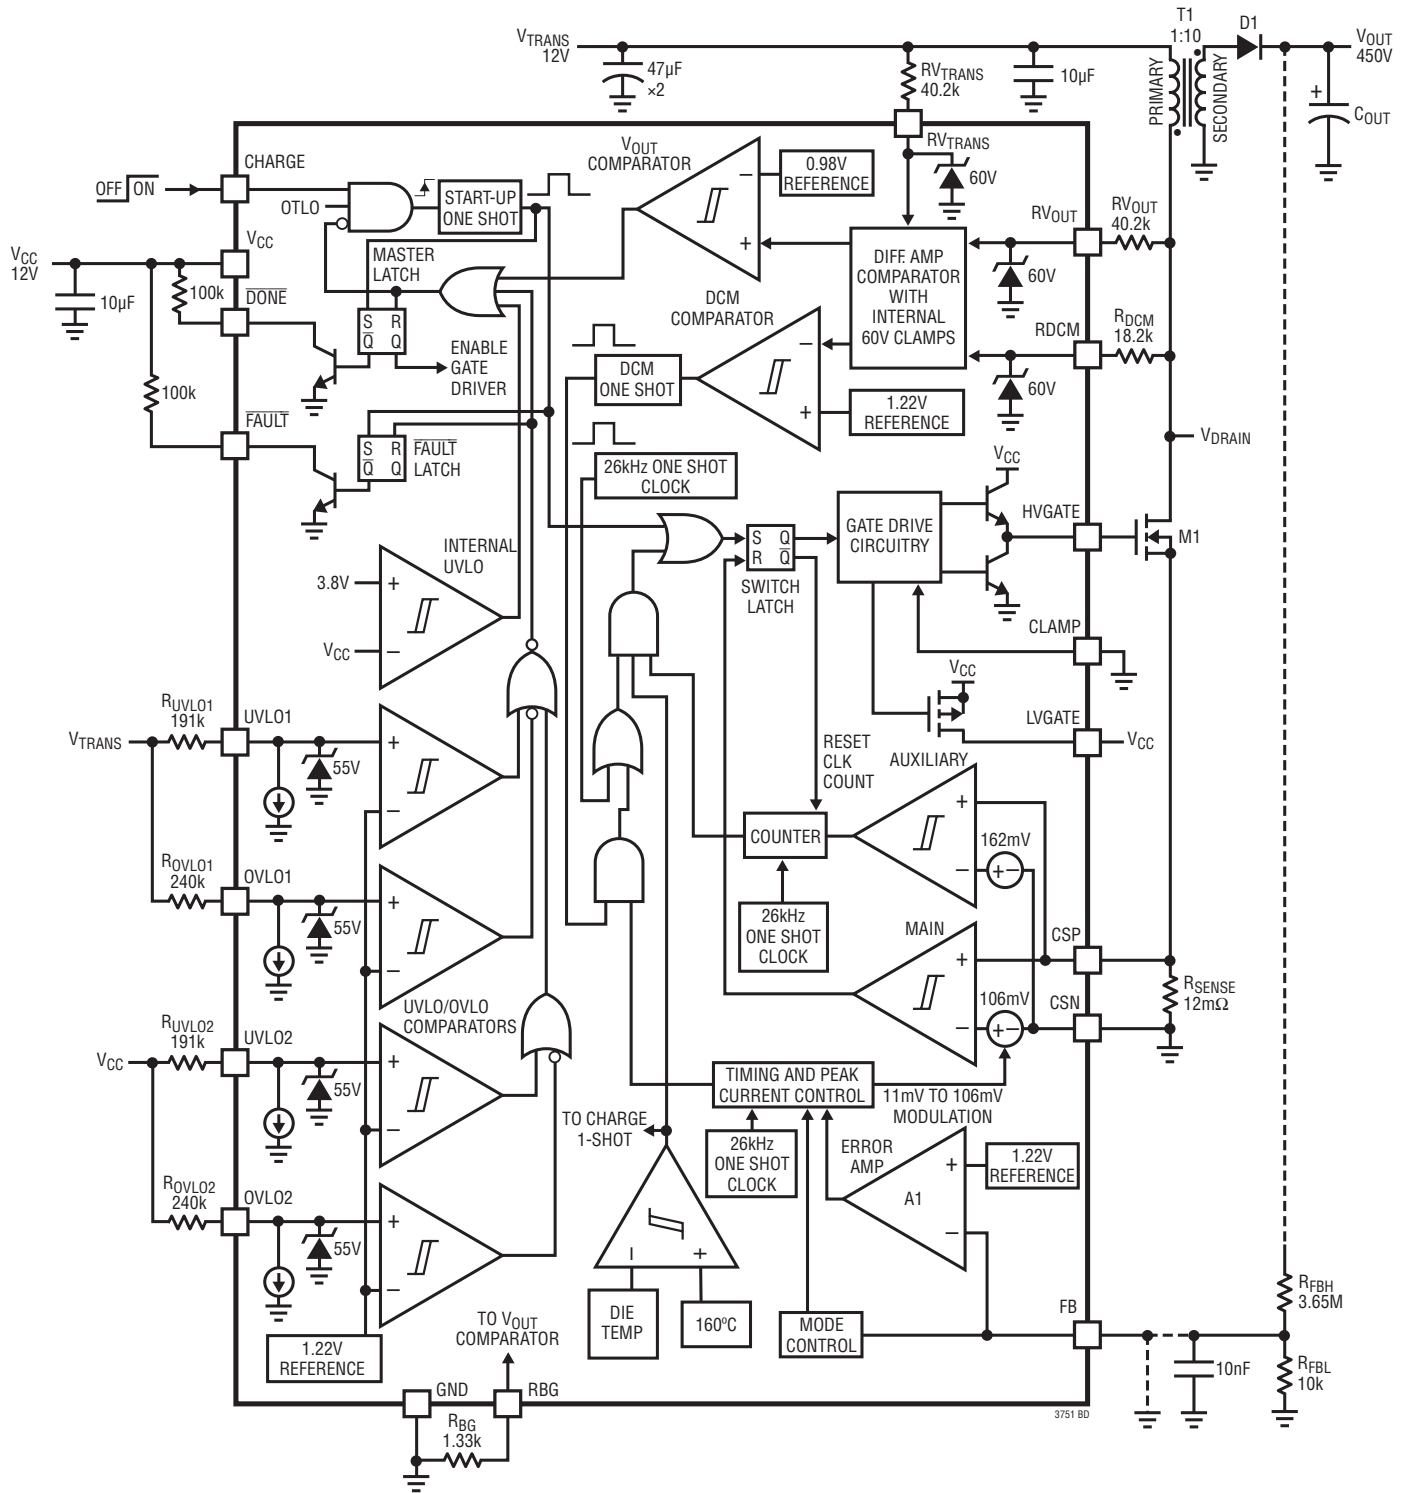 T1
1:10
D1
VTRANS
12V
47µF
×2
RVTRANS
40.2k
10µF
PRIMARY
SECONDARY
VOUT
450V
+
COUT
CHARGE
OFF
ON
OTLO
START-UP
ONE SHOT
VOUT
COMPARATOR
−
+
0.98V
REFERENCE
RVTRANS
60V
RVOUT
RVOUT
40.2k
VCC
VCC
12V
10µF
100k
DONE
MASTER
LATCH
S R
Q Q
ENABLE
GATE
DRIVER
DCM
COMPARATOR
−
+
DIFF. AMP
COMPARATOR
WITH
INTERNAL
60V CLAMPS
60V
RDCM
RDCM
18.2k
60V
DCM
ONE SHOT
1.22V
REFERENCE
100k
FAULT
S R
Q Q
FAULT
LATCH
26kHz ONE SHOT
CLOCK
VDRAIN
VCC
INTERNAL
UVLO
3.8V
+
VCC
−
S Q
R Q
SWITCH
LATCH
GATE DRIVE
CIRCUITRY
HVGATE
M1
CLAMP
VCC
LVGATE
VCC
RUVLO1
191k
VTRANS
UVLO1
55V
+
−
RESET
CLK
COUNT
AUXILIARY
+
−
COUNTER
162mV
+−
ROVLO1
240k
OVLO1
55V
+
−
26kHz
ONE SHOT
CLOCK
MAIN
+
−
106mV
+−
CSP
CSN
RSENSE
12mΩ
UVLO/OVLO
COMPARATORS
RUVLO2
191k
VCC
UVLO2
55V
+
−
TIMING AND PEAK
CURRENT CONTROL
11mV TO 106mV
MODULATION
TO CHARGE
1-SHOT
26kHz
ONE SHOT
CLOCK
ERROR
AMP
A1
+
−
1.22V
REFERENCE
ROVLO2
240k
OVLO2
55V
+
−
−
+
DIE
TEMP
160ºC
MODE
CONTROL
FB
RFBH
3.65M
1.22V
REFERENCE
TO VOUT
COMPARATOR
10nF
RFBL
10k
GND
RBG
RBG
1.33k
3751 BD